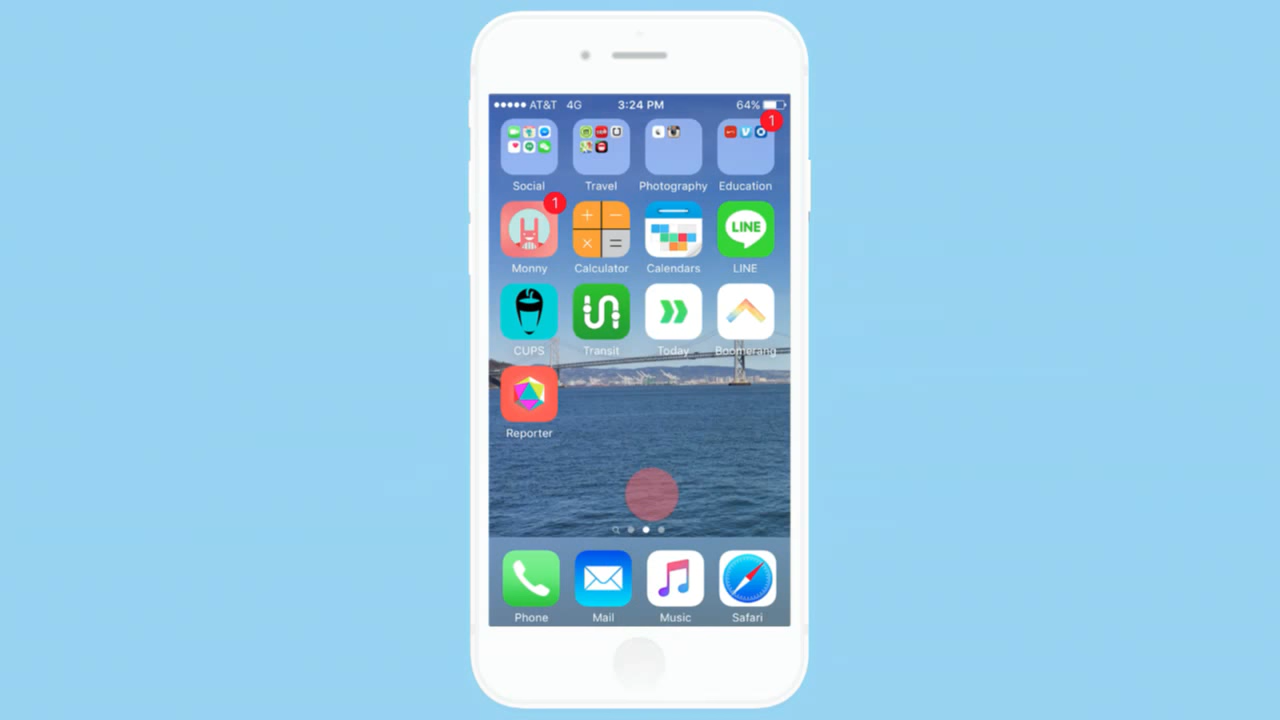 AT&T 4G 3:24 PM 64%
1
Social Travel Photography Education
1
LINE
Monny Calculator Calendars LINE
CUPS Transit Today Boomerang
Reporter
Phone Mail Music Safari